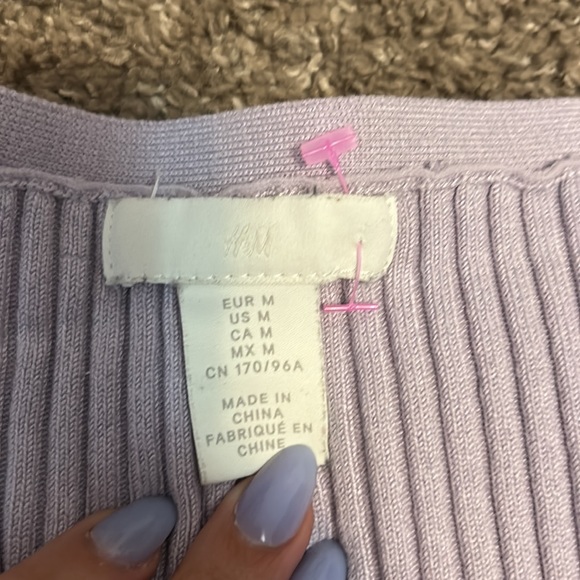 H&M
EUR M
US M
CA M
MX M
CN 170/96A
MADE IN
CHINA
FABRIQUÉ EN
CHINE